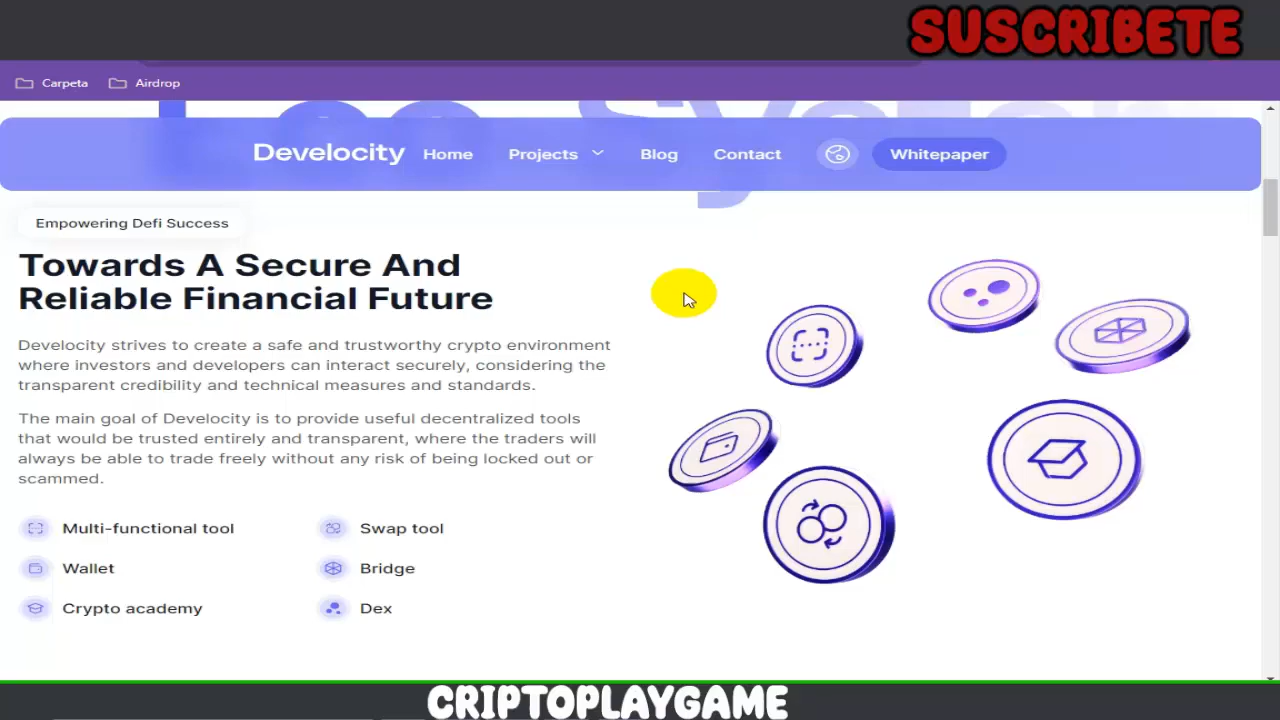 SUSCRIBETE
Carpeta Airdrop
Develocity Home Projects Blog Contact Whitepaper
Empowering Defi Success
Towards A Secure And
Reliable Financial Future
Develocity strives to create a safe and trustworthy crypto environment
where investors and developers can interact securely, considering the
transparent credibility and technical measures and standards.
The main goal of Develocity is to provide useful decentralized tools
that would be trusted entirely and transparent, where the traders will
always be able to trade freely without any risk of being locked out or
scammed.
Multi-functional tool Swap tool
Wallet Bridge
Crypto academy Dex
CRIPTOPLAYGAME